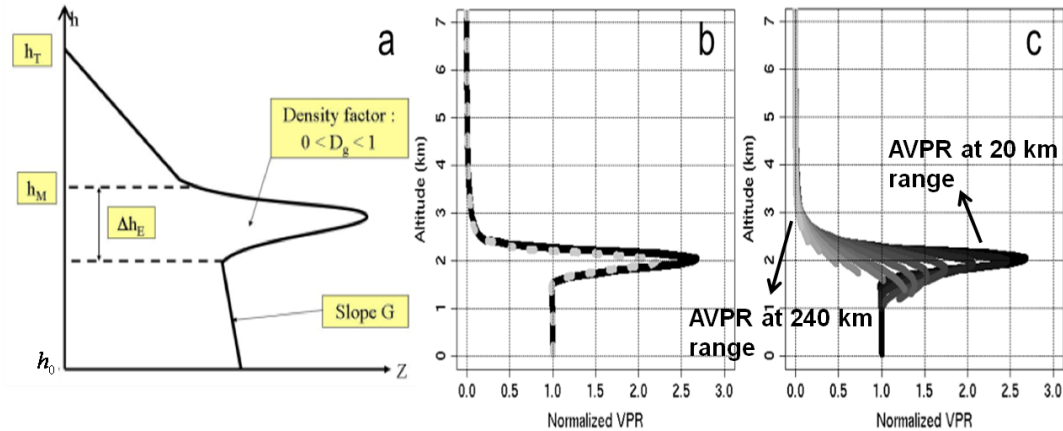 h
a
h_T
Density factor :
0 < D_g < 1
h_M
Δh_E
Slope G
h_0
Z
b
Altitude (km)
7
6
5
4
3
2
1
0
0.0 0.5 1.0 1.5 2.0 2.5 3.0
Normalized VPR
c
Altitude (km)
7
6
5
4
3
2
1
0
AVPR at 20 km
range
AVPR at 240 km
range
0.0 0.5 1.0 1.5 2.0 2.5 3.0
Normalized VPR